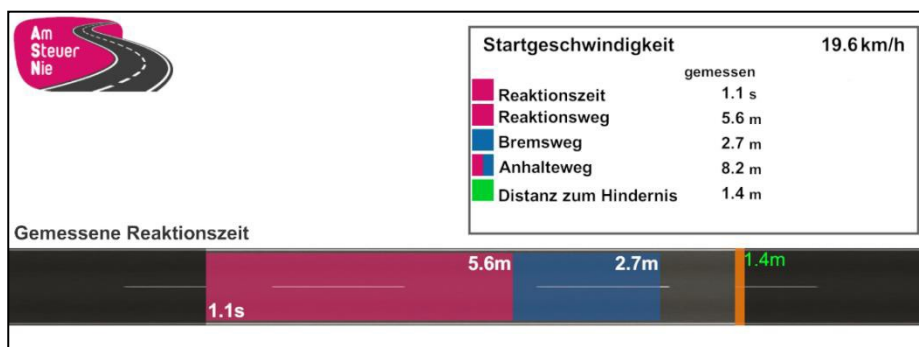 Am
Steuer
Nie
Startgeschwindigkeit 19.6 km/h
gemessen
Reaktionszeit 1.1 s
Reaktionsweg 5.6 m
Bremsweg 2.7 m
Anhalteweg 8.2 m
Distanz zum Hindernis 1.4 m
Gemessene Reaktionszeit
5.6m 2.7m 1.4m
1.1s